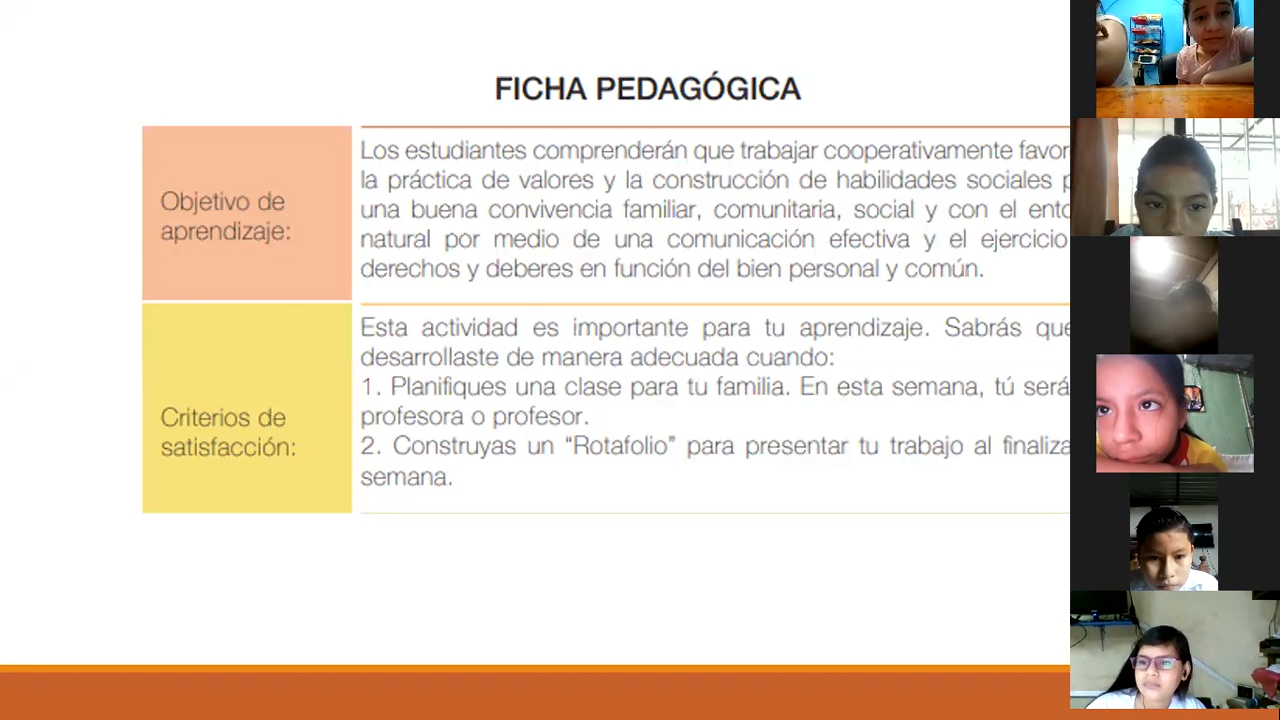 FICHA PEDAGÓGICA
Objetivo de
aprendizaje:
Los estudiantes comprenderán que trabajar cooperativamente favor
la práctica de valores y la construcción de habilidades sociales p
una buena convivencia familiar, comunitaria, social y con el ento
natural por medio de una comunicación efectiva y el ejercicio
derechos y deberes en función del bien personal y común.
Criterios de
satisfacción:
Esta actividad es importante para tu aprendizaje. Sabrás que
desarrollaste de manera adecuada cuando:
1. Planifiques una clase para tu familia. En esta semana, tú será
profesora o profesor.
2. Construyas un “Rotafolio” para presentar tu trabajo al finaliza
semana.